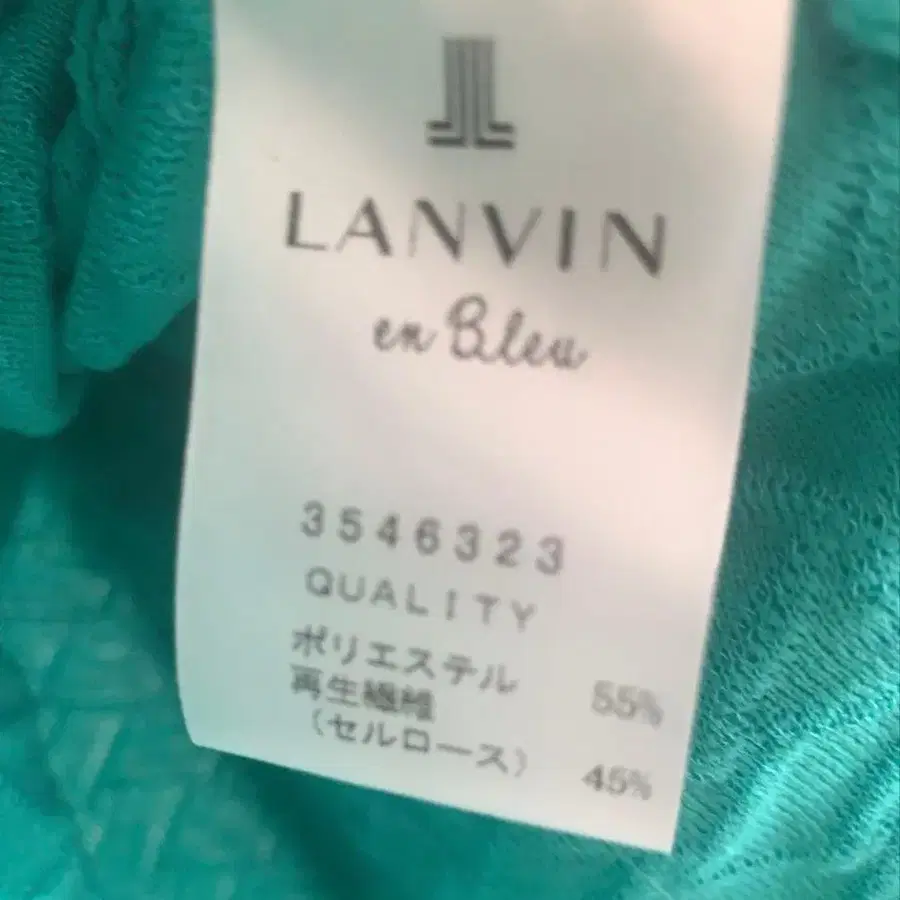 LANVIN
en Bleu
3546323
QUALITY
ポリエステル 55%
再生繊維
(セルロース) 45%